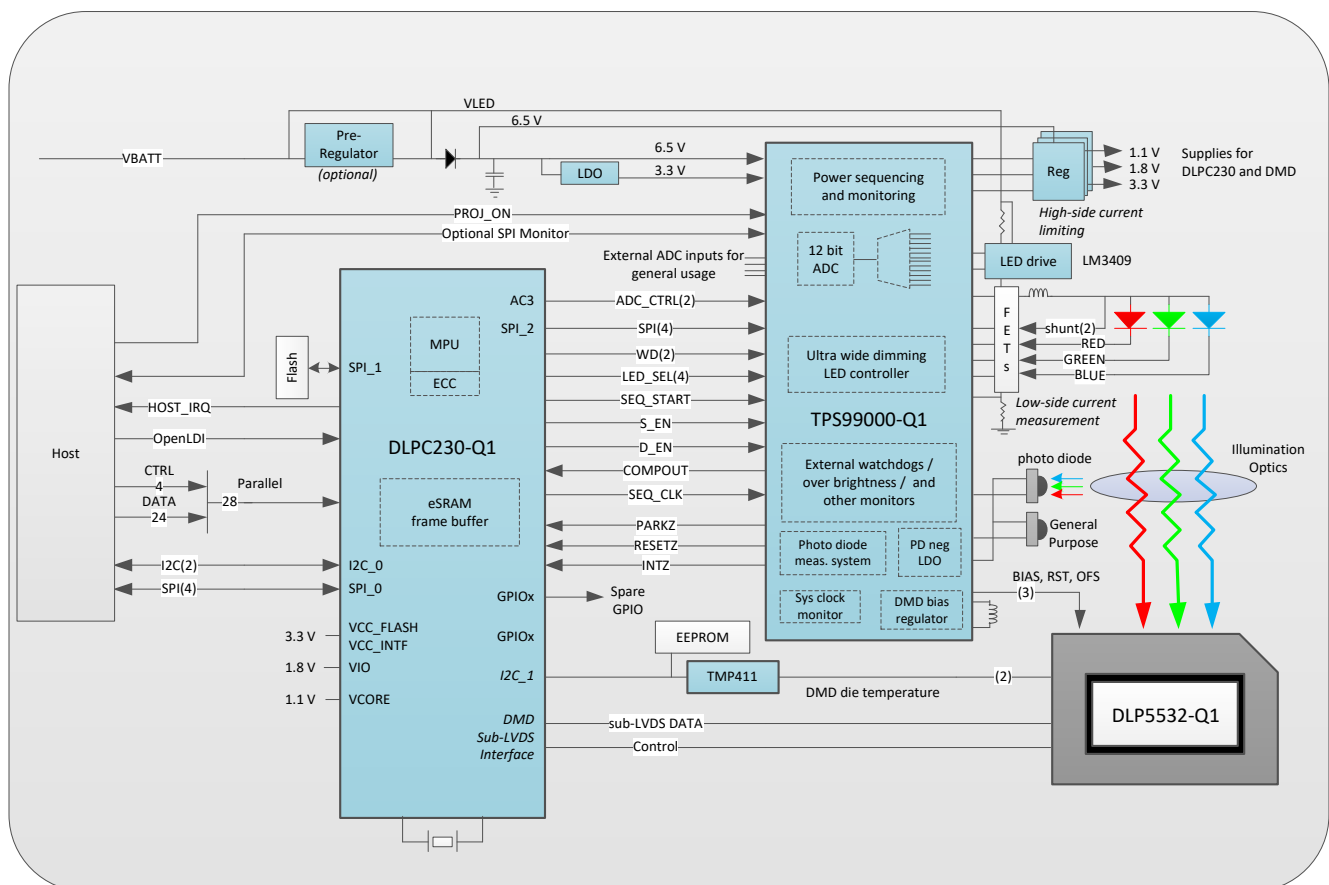 VLED
6.5 V
VBATT
Pre-
Regulator
(optional)
6.5 V
LDO
3.3 V
Power sequencing
and monitoring
Reg
1.1 V
1.8 V
3.3 V
Supplies for
DLPC230 and DMD
High-side current
limiting
PROJ_ON
Optional SPI Monitor
External ADC inputs for
general usage
12 bit
ADC
LED drive
LM3409
Host
HOST_IRQ
OpenLDI
CTRL
4
DATA
24
28
Parallel
I2C(2)
SPI(4)
Flash
SPI_1
MPU
ECC
DLPC230-Q1
eSRAM
frame buffer
I2C_0
SPI_0
3.3 V
VCC_FLASH
VCC_INTF
1.8 V
VIO
1.1 V
VCORE
AC3
SPI_2
GPIOx
GPIOx
I2C_1
DMD
Sub-LVDS
Interface
ADC_CTRL(2)
SPI(4)
WD(2)
LED_SEL(4)
SEQ_START
S_EN
D_EN
COMPOUT
SEQ_CLK
PARKZ
RESETZ
INTZ
Spare
GPIO
EEPROM
TMP411
DMD die temperature
(2)
sub-LVDS DATA
Control
Ultra wide dimming
LED controller
TPS99000-Q1
External watchdogs /
over brightness / and
other monitors
Photo diode
meas. system
PD neg
LDO
Sys clock
monitor
DMD bias
regulator
F
E
T
s
shunt(2)
RED
GREEN
BLUE
Low-side current
measurement
photo diode
Illumination
Optics
General
Purpose
BIAS, RST, OFS
(3)
DLP5532-Q1